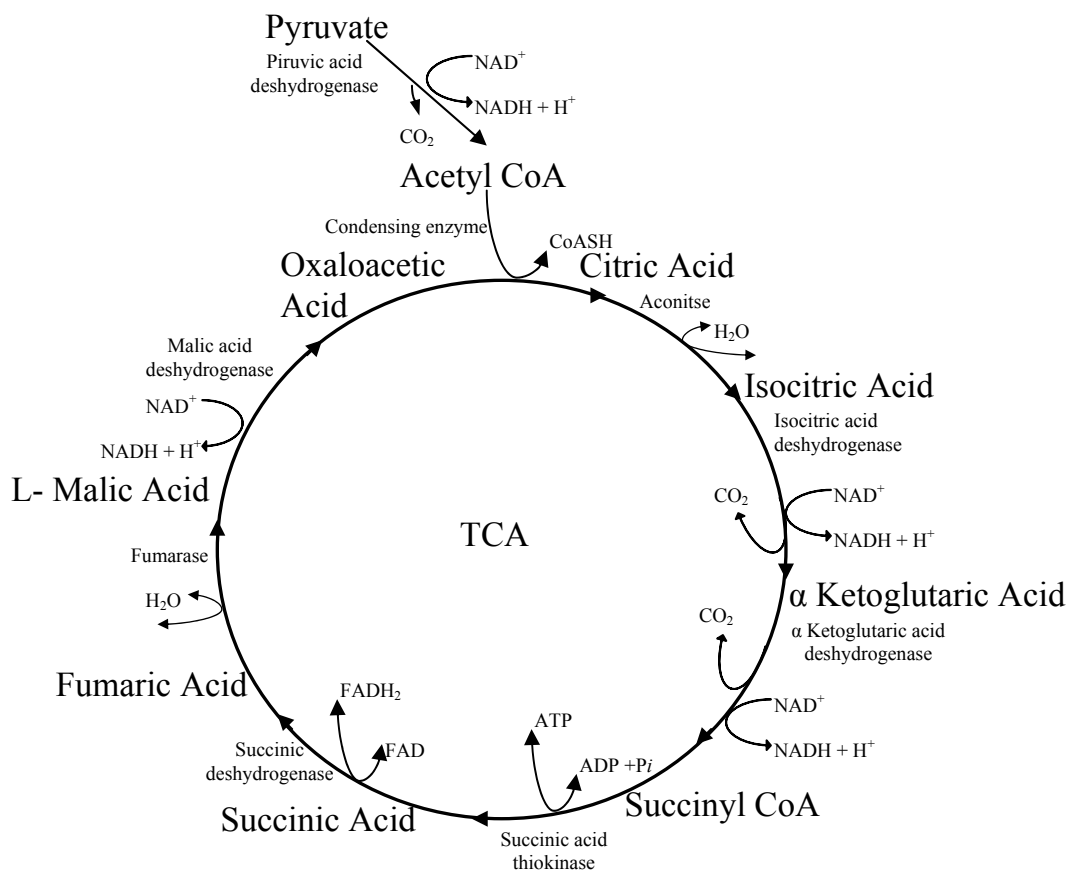 Pyruvate
Piruvic acid
deshydrogenase
NAD⁺
NADH + H⁺
CO₂
Acetyl CoA
Condensing enzyme
CoASH
Oxaloacetic
Acid
Citric Acid
Aconitse
H₂O
Isocitric Acid
Isocitric acid
deshydrogenase
CO₂
NAD⁺
NADH + H⁺
α Ketoglutaric Acid
α Ketoglutaric acid
deshydrogenase
CO₂
NAD⁺
NADH + H⁺
Succinyl CoA
ATP
ADP +Pi
Succinic acid
thiokinase
Succinic Acid
FADH₂
FAD
Succinic
deshydrogenase
Fumaric Acid
H₂O
Fumarase
L- Malic Acid
NADH + H⁺
NAD⁺
Malic acid
deshydrogenase
TCA